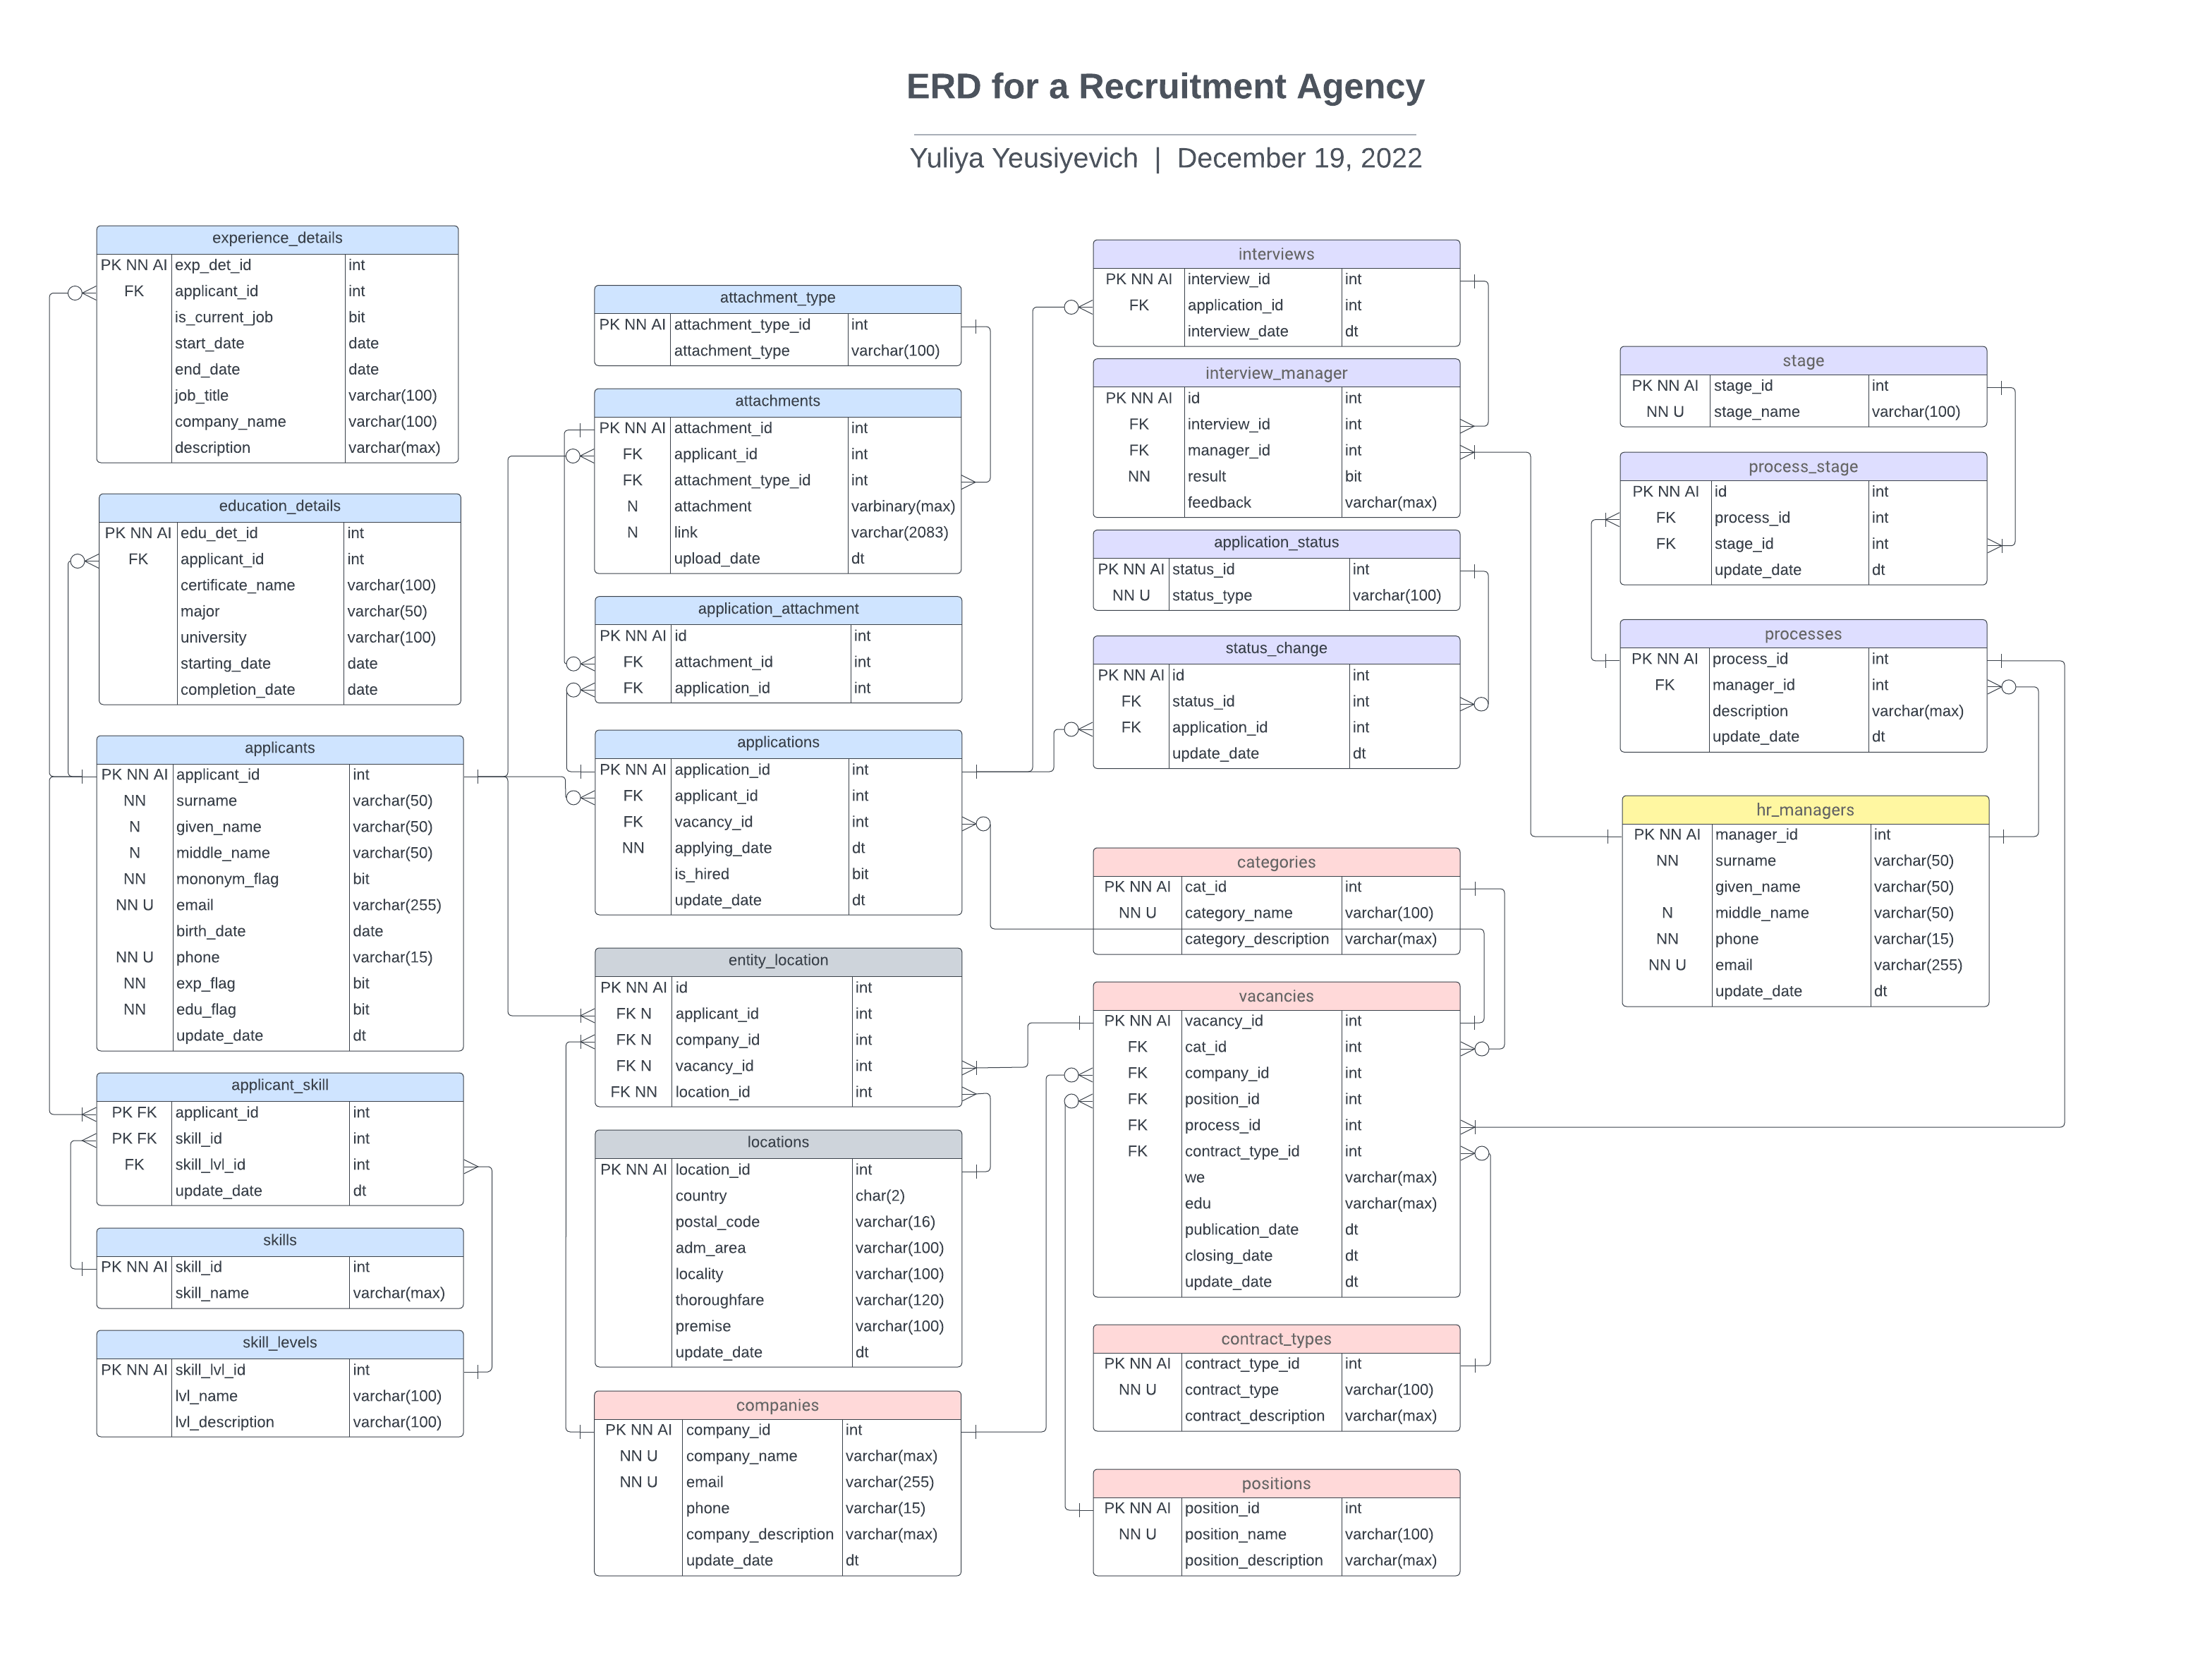 ERD for a Recruitment Agency
Yuliya Yeusiyevich | December 19, 2022
experience_details
PK NN AI exp_det_id int
FK applicant_id int
is_current_job bit
start_date date
end_date date
job_title varchar(100)
company_name varchar(100)
description varchar(max)
education_details
PK NN AI edu_det_id int
FK applicant_id int
certificate_name varchar(100)
major varchar(50)
university varchar(100)
starting_date date
completion_date date
applicants
PK NN AI applicant_id int
NN surname varchar(50)
N given_name varchar(50)
N middle_name varchar(50)
NN mononym_flag bit
NN U email varchar(255)
birth_date date
NN U phone varchar(15)
NN exp_flag bit
NN edu_flag bit
update_date dt
applicant_skill
PK FK applicant_id int
PK FK skill_id int
FK skill_lvl_id int
update_date dt
skills
PK NN AI skill_id int
skill_name varchar(max)
skill_levels
PK NN AI skill_lvl_id int
lvl_name varchar(100)
lvl_description varchar(100)
attachment_type
PK NN AI attachment_type_id int
attachment_type varchar(100)
attachments
PK NN AI attachment_id int
FK applicant_id int
FK attachment_type_id int
N attachment varbinary(max)
N link varchar(2083)
upload_date dt
application_attachment
PK NN AI id int
FK attachment_id int
FK application_id int
applications
PK NN AI application_id int
FK applicant_id int
FK vacancy_id int
NN applying_date dt
is_hired bit
update_date dt
entity_location
PK NN AI id int
FK N applicant_id int
FK N company_id int
FK N vacancy_id int
FK NN location_id int
locations
PK NN AI location_id int
country char(2)
postal_code varchar(16)
adm_area varchar(100)
locality varchar(100)
thoroughfare varchar(120)
premise varchar(100)
update_date dt
companies
PK NN AI company_id int
NN U company_name varchar(max)
NN U email varchar(255)
phone varchar(15)
company_description varchar(max)
update_date dt
interviews
PK NN AI interview_id int
FK application_id int
interview_date dt
interview_manager
PK NN AI id int
FK interview_id int
FK manager_id int
NN result bit
feedback varchar(max)
application_status
PK NN AI status_id int
NN U status_type varchar(100)
status_change
PK NN AI id int
FK status_id int
FK application_id int
update_date dt
categories
PK NN AI cat_id int
NN U category_name varchar(100)
category_description varchar(max)
vacancies
PK NN AI vacancy_id int
FK cat_id int
FK company_id int
FK position_id int
FK process_id int
FK contract_type_id int
we varchar(max)
edu varchar(max)
publication_date dt
closing_date dt
update_date dt
contract_types
PK NN AI contract_type_id int
NN U contract_type varchar(100)
contract_description varchar(max)
positions
PK NN AI position_id int
NN U position_name varchar(100)
position_description varchar(max)
stage
PK NN AI stage_id int
NN U stage_name varchar(100)
process_stage
PK NN AI id int
FK process_id int
FK stage_id int
update_date dt
processes
PK NN AI process_id int
FK manager_id int
description varchar(max)
update_date dt
hr_managers
PK NN AI manager_id int
NN surname varchar(50)
given_name varchar(50)
N middle_name varchar(50)
NN phone varchar(15)
NN U email varchar(255)
update_date dt